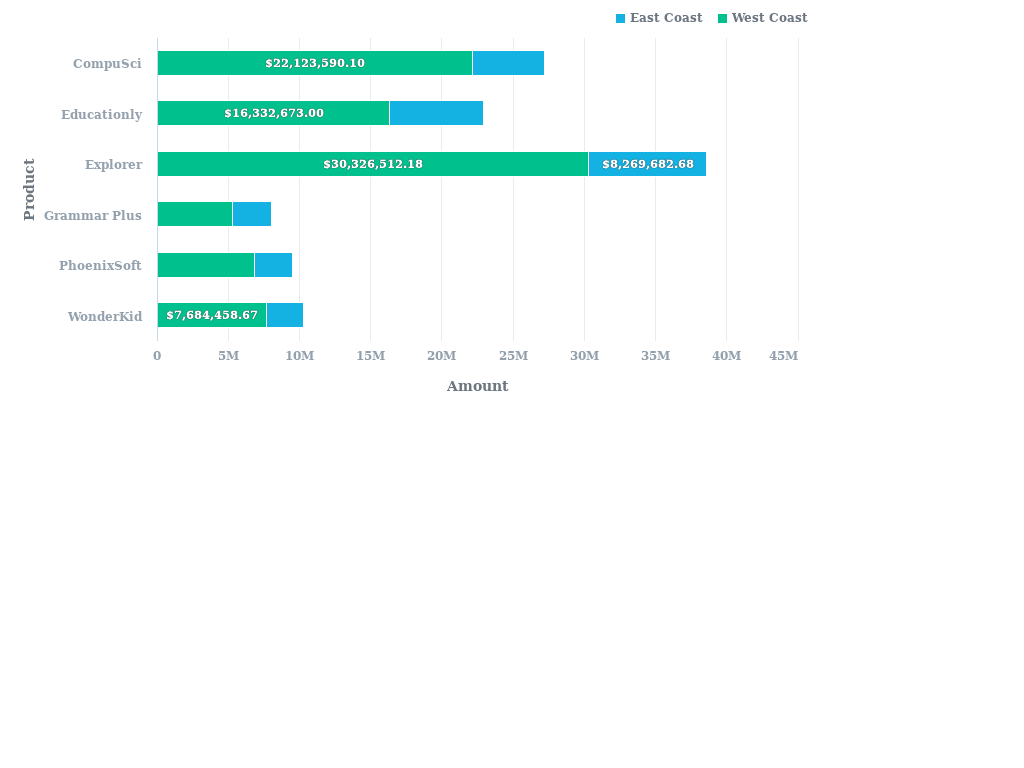 East Coast West Coast
CompuSci $22,123,590.10
Educationly $16,332,673.00
Explorer $30,326,512.18 $8,269,682.68
Product
Grammar Plus
PhoenixSoft
WonderKid $7,684,458.67
0 5M 10M 15M 20M 25M 30M 35M 40M 45M
Amount